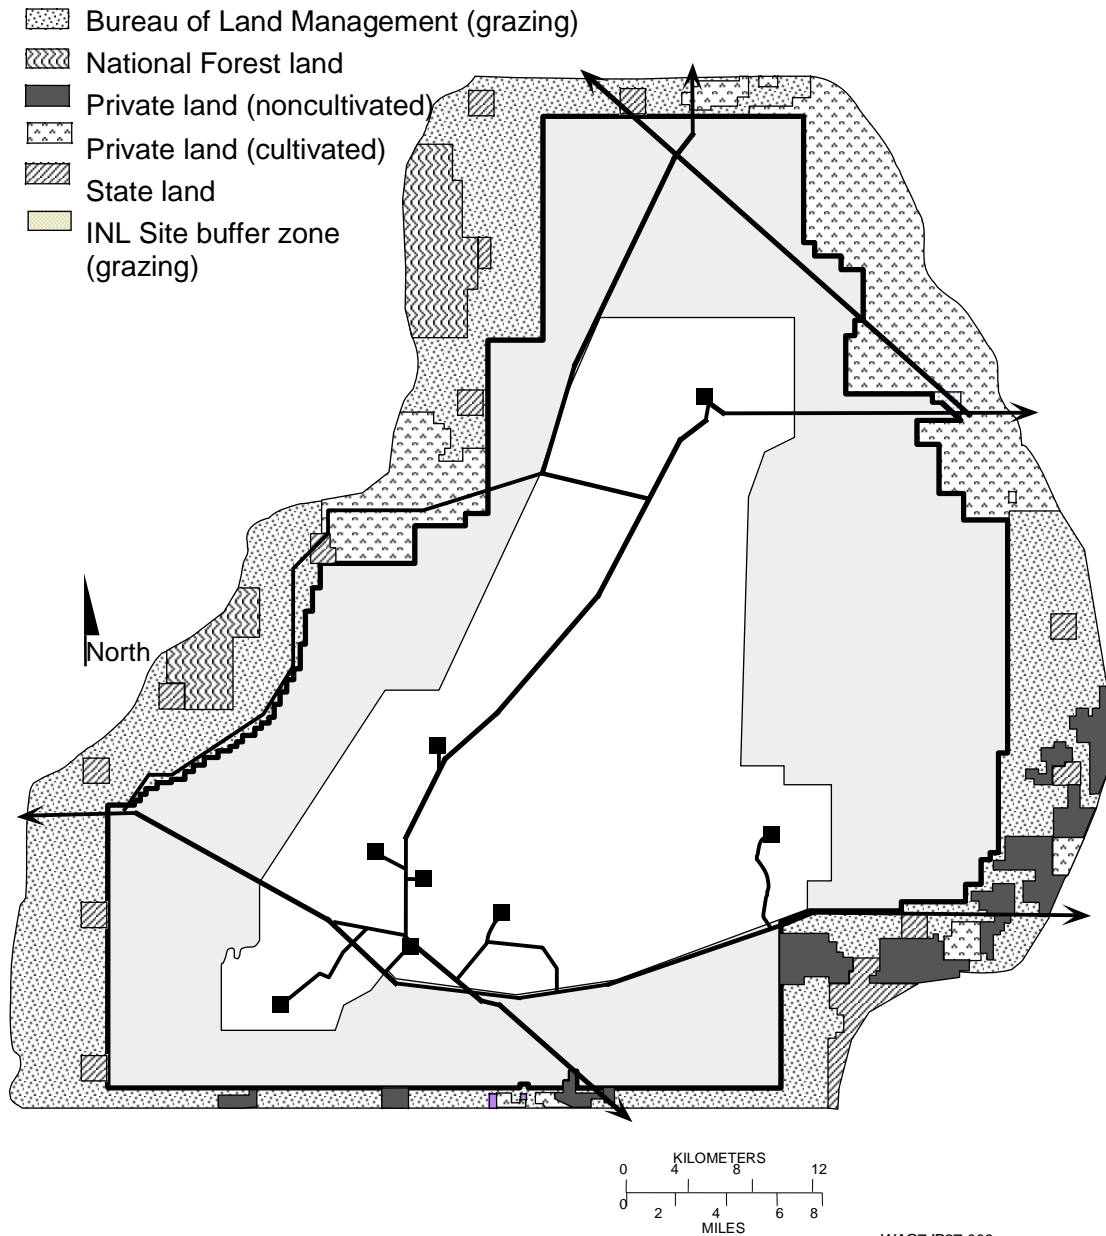 Bureau of Land Management (grazing)
National Forest land
Private land (noncultivated)
Private land (cultivated)
State land
INL Site buffer zone
(grazing)
North
KILOMETERS
0 4 8 12
0 2 4 6 8
MILES